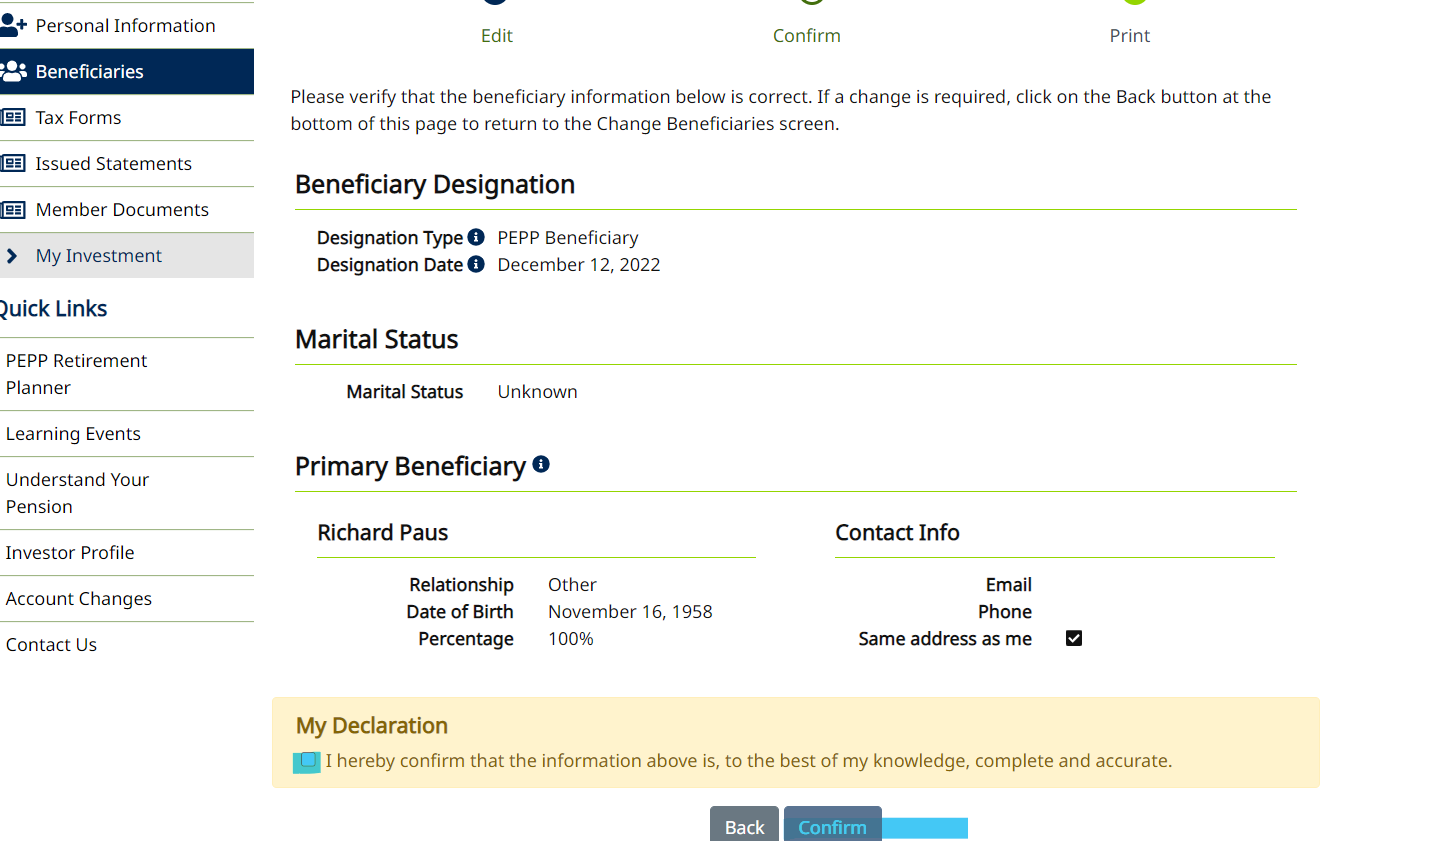 Personal Information
Beneficiaries
Tax Forms
Issued Statements
Member Documents
My Investment
Quick Links
PEPP Retirement
Planner
Learning Events
Understand Your
Pension
Investor Profile
Account Changes
Contact Us
Edit
Confirm
Print
Please verify that the beneficiary information below is correct. If a change is required, click on the Back button at the
bottom of this page to return to the Change Beneficiaries screen.
Beneficiary Designation
Designation Type PEPP Beneficiary
Designation Date December 12, 2022
Marital Status
Marital Status Unknown
Primary Beneficiary
Richard Paus
Relationship Other
Date of Birth November 16, 1958
Percentage 100%
Contact Info
Email
Phone
Same address as me
My Declaration
I hereby confirm that the information above is, to the best of my knowledge, complete and accurate.
Back
Confirm